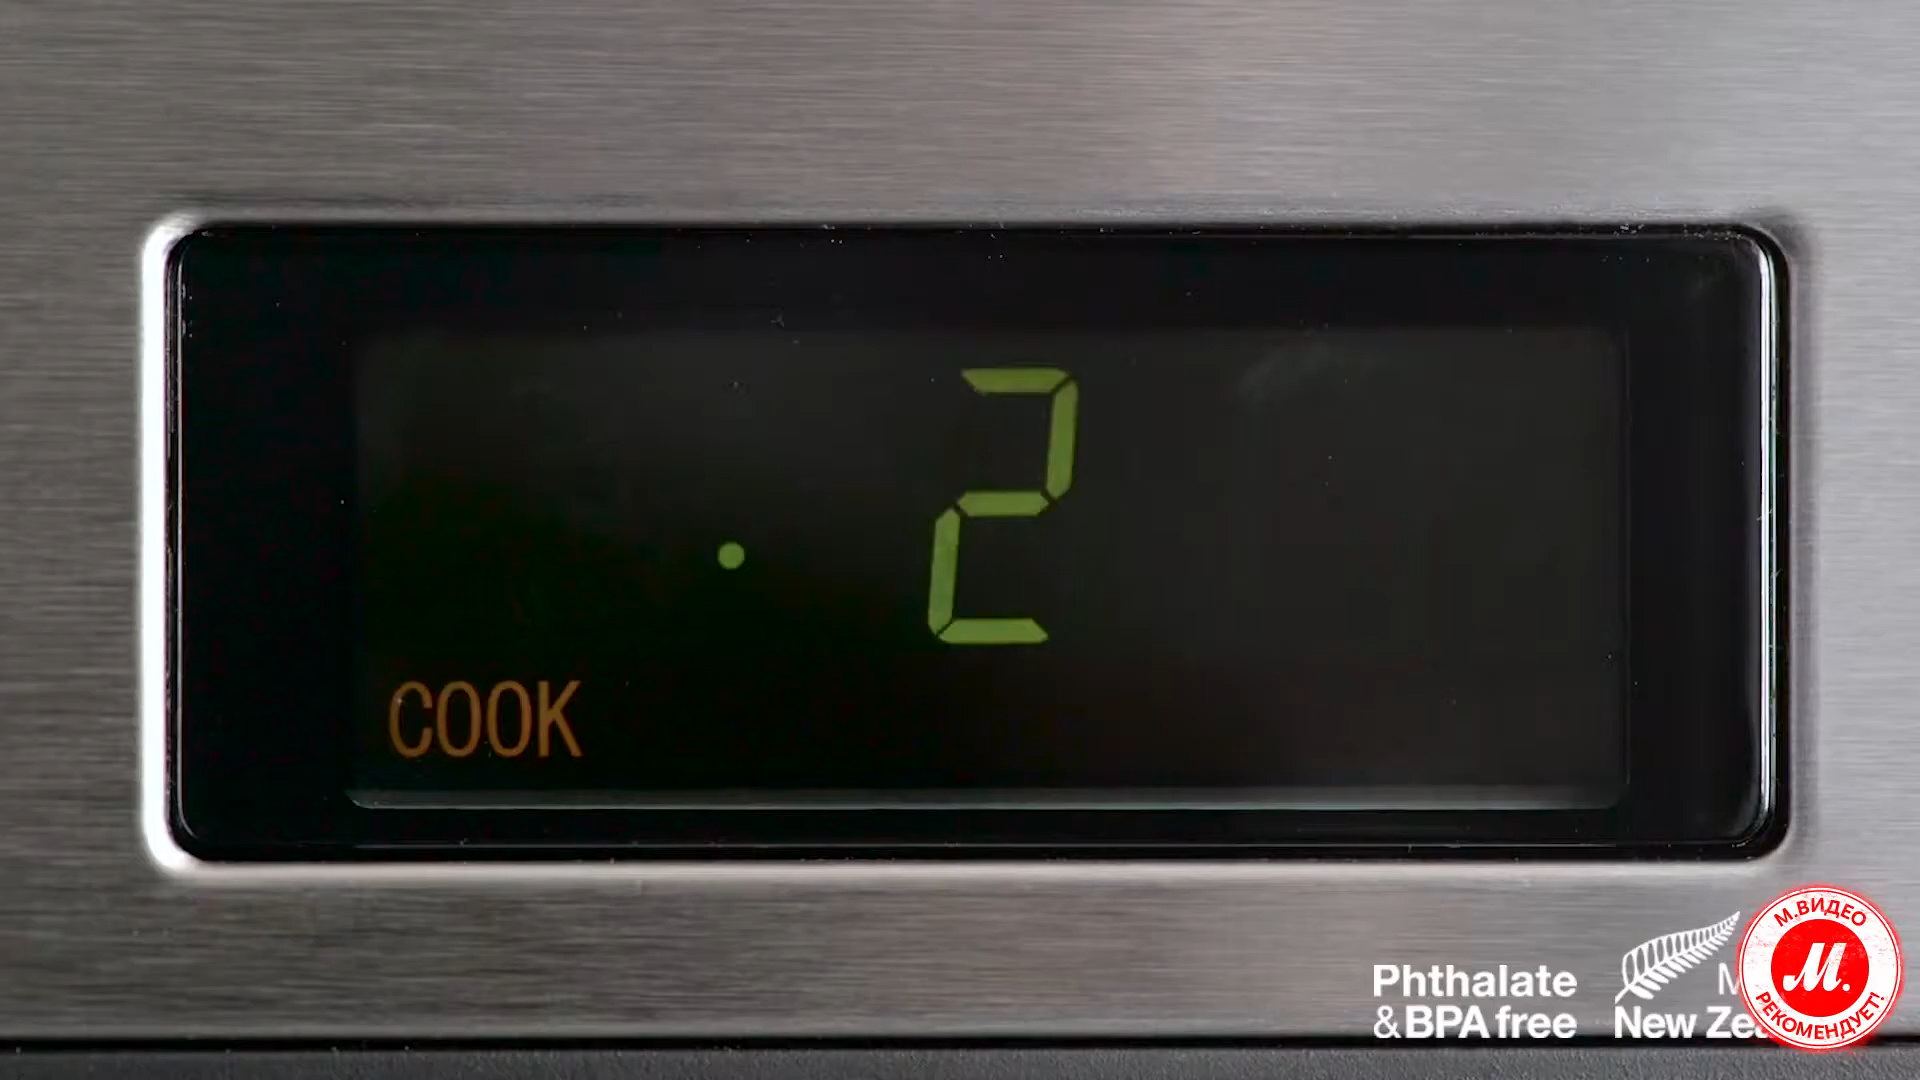 2
COOK
Phthalate
&BPA free
New Ze
М.ВИДЕО
М.
РЕКОМЕНДУЕТ!